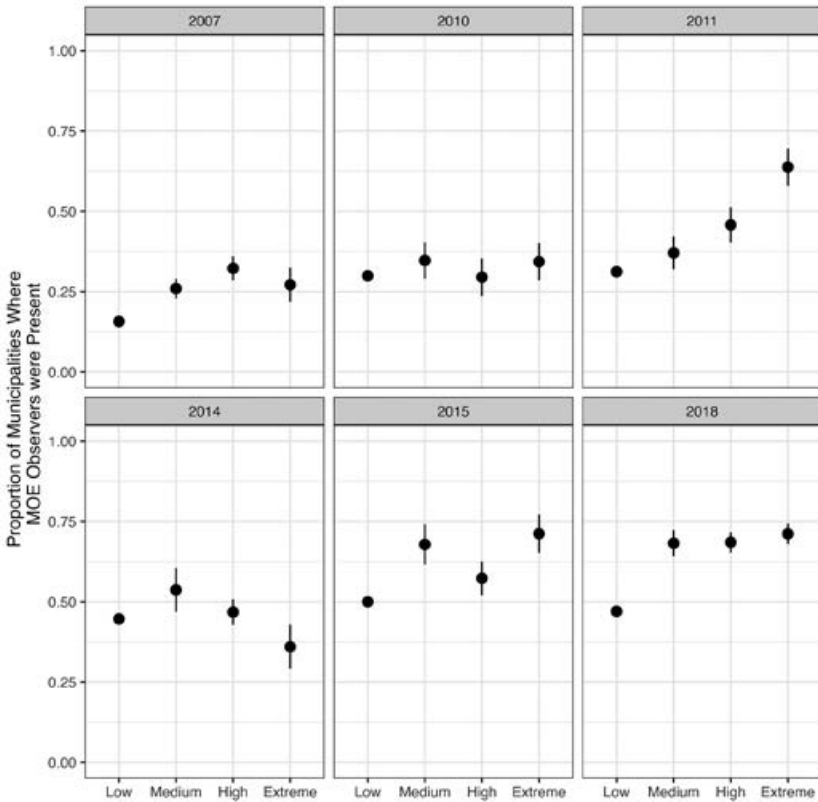 2007 2010 2011
1.00
0.75
0.50
0.25
0.00
Proportion of Municipalities Where
MOE Observers were Present
2014 2015 2018
1.00
0.75
0.50
0.25
0.00
Low Medium High Extreme Low Medium High Extreme Low Medium High Extreme